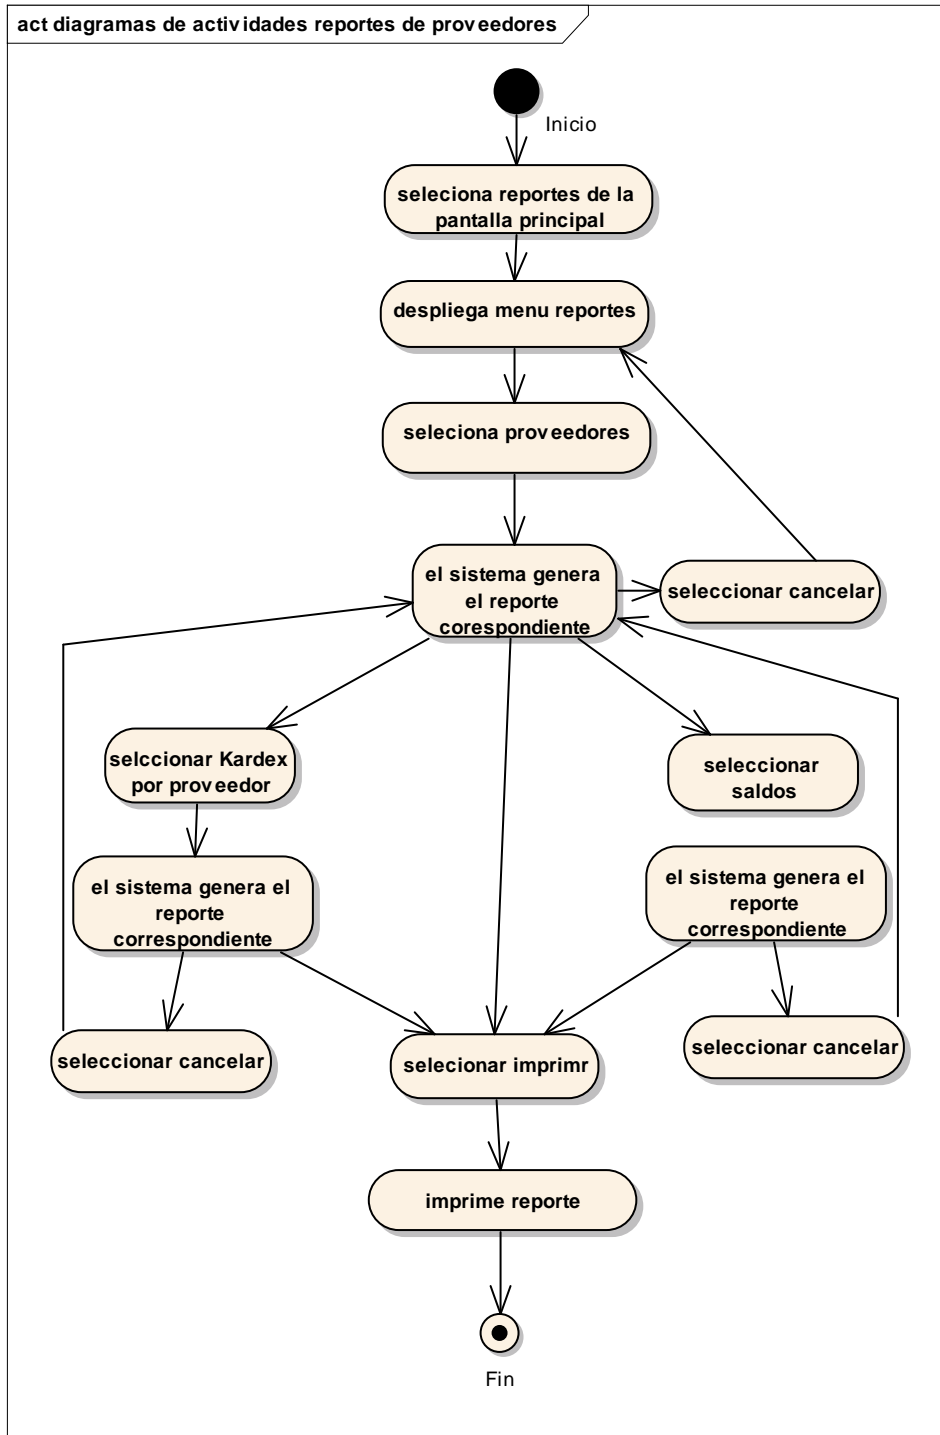 act diagramas de actividades reportes de proveedores
Inicio
seleciona reportes de la
pantalla principal
despliega menu reportes
seleciona proveedores
el sistema genera
el reporte
corespondiente
seleccionar cancelar
selccionar Kardex
por proveedor
seleccionar
saldos
el sistema genera el
reporte
correspondiente
el sistema genera el
reporte
correspondiente
seleccionar cancelar
selecionar imprimr
seleccionar cancelar
imprime reporte
Fin